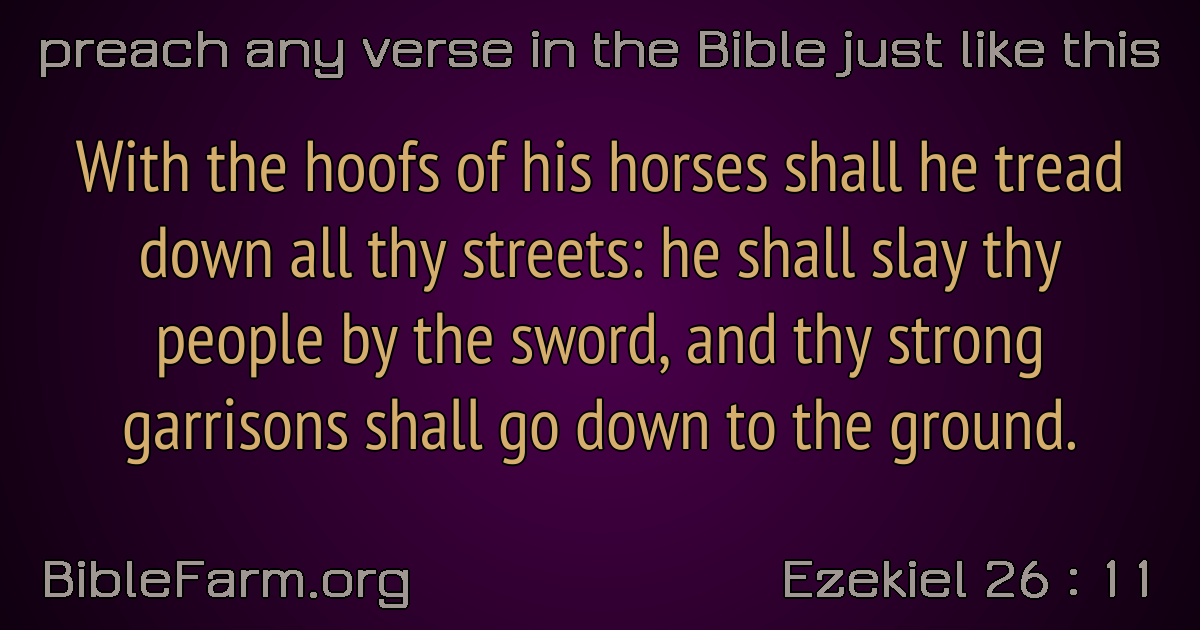 preach any verse in the Bible just like this
With the hoofs of his horses shall he tread
down all thy streets: he shall slay thy
people by the sword, and thy strong
garrisons shall go down to the ground.
BibleFarm.org
Ezekiel 26 : 11